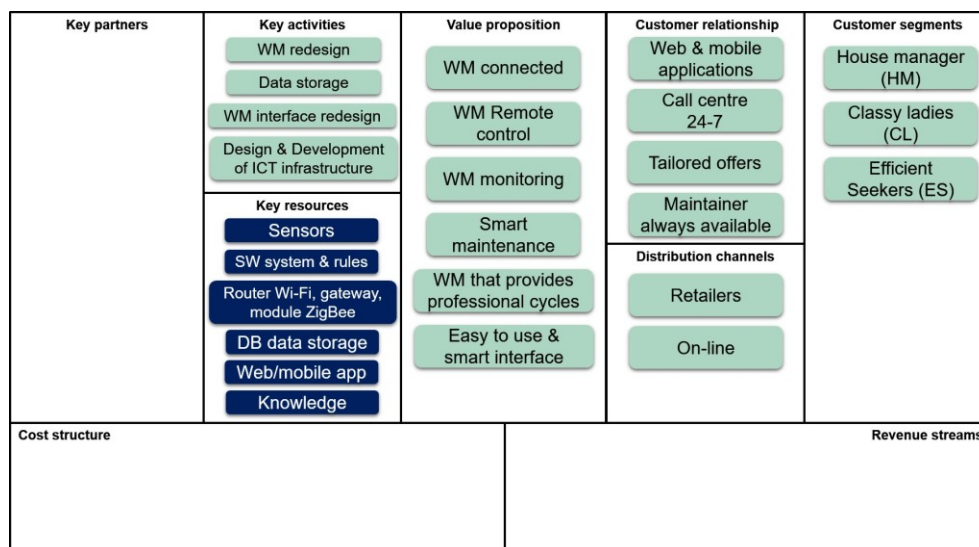 Key partners
Key activities
WM redesign
Data storage
WM interface redesign
Design & Development
of ICT infrastructure
Key resources
Sensors
SW system & rules
Router Wi-Fi, gateway,
module ZigBee
DB data storage
Web/mobile app
Knowledge
Value proposition
WM connected
WM Remote
control
WM monitoring
Smart
maintenance
WM that provides
professional cycles
Easy to use &
smart interface
Customer relationship
Web & mobile
applications
Call centre
24-7
Tailored offers
Maintainer
always available
Distribution channels
Retailers
On-line
Customer segments
House manager
(HM)
Classy ladies
(CL)
Efficient
Seekers (ES)
Cost structure
Revenue streams